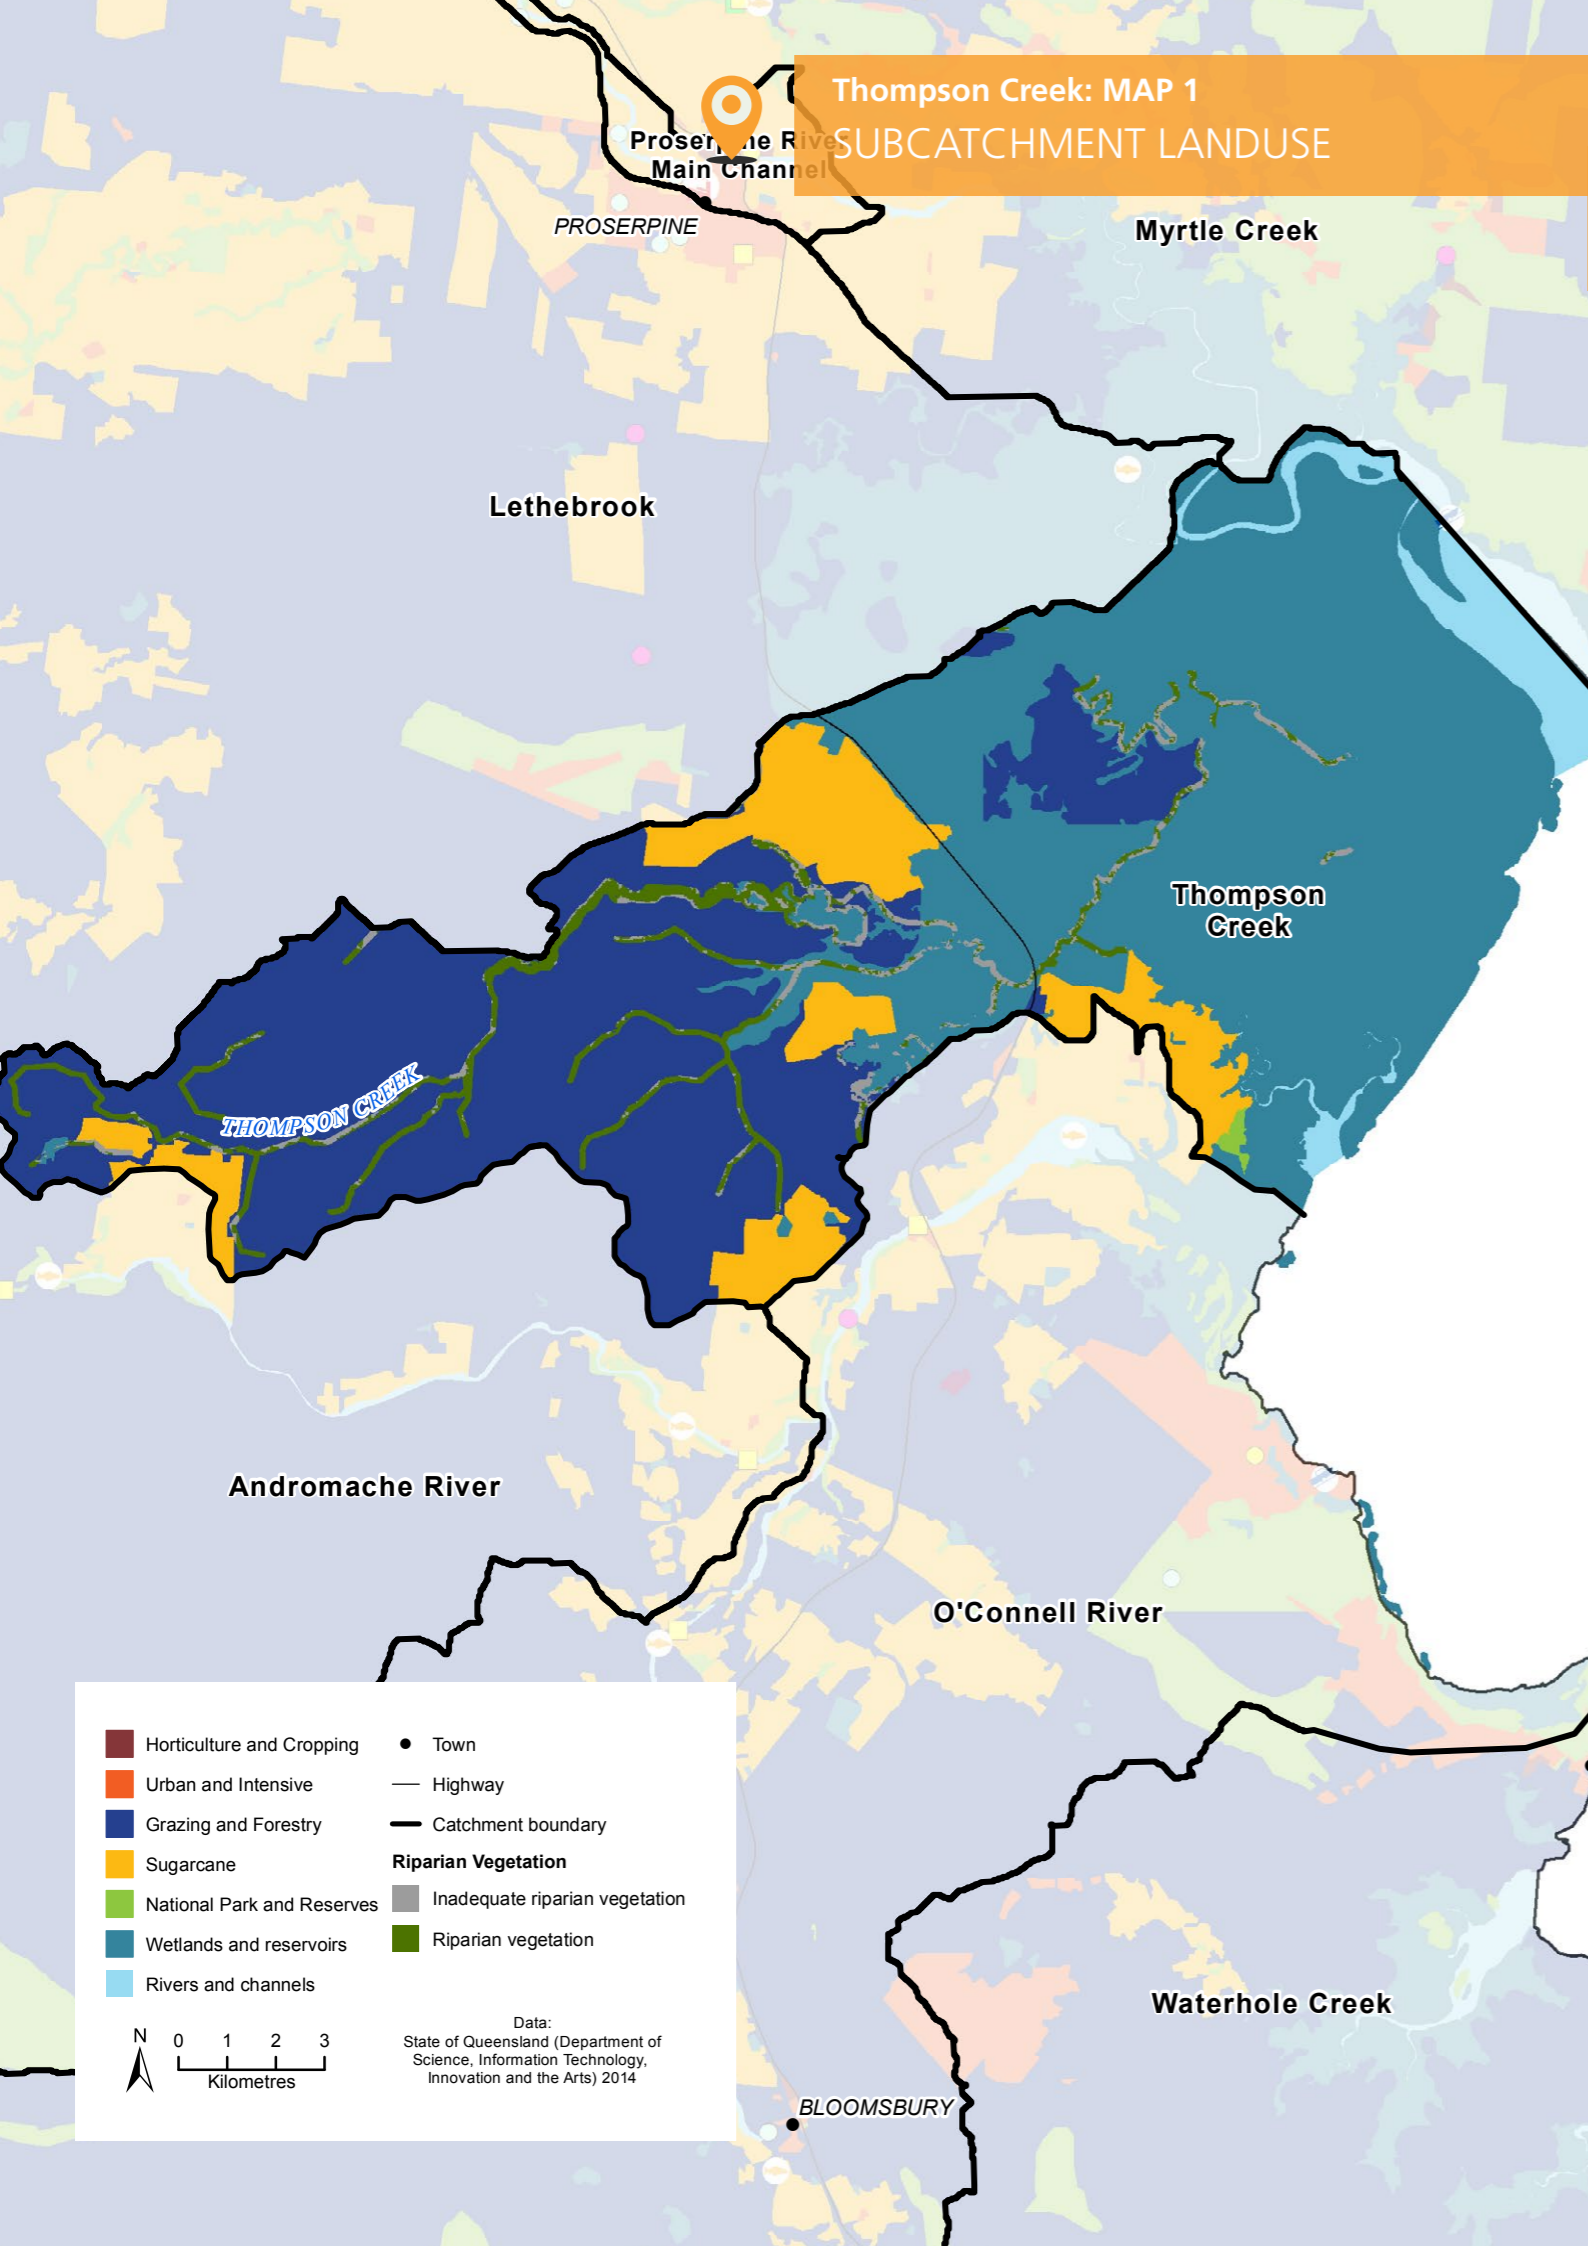 Thompson Creek: MAP 1
SUBCATCHMENT LANDUSE
Proserpine River
Main Channel
PROSERPINE
Myrtle Creek
Lethebrook
Thompson
Creek
THOMPSON CREEK
Andromache River
O'Connell River
Waterhole Creek
BLOOMSBURY
Horticulture and Cropping
Urban and Intensive
Grazing and Forestry
Sugarcane
National Park and Reserves
Wetlands and reservoirs
Rivers and channels
Town
Highway
Catchment boundary
Riparian Vegetation
Inadequate riparian vegetation
Riparian vegetation
N
0 1 2 3
Kilometres
Data:
State of Queensland (Department of
Science, Information Technology,
Innovation and the Arts) 2014